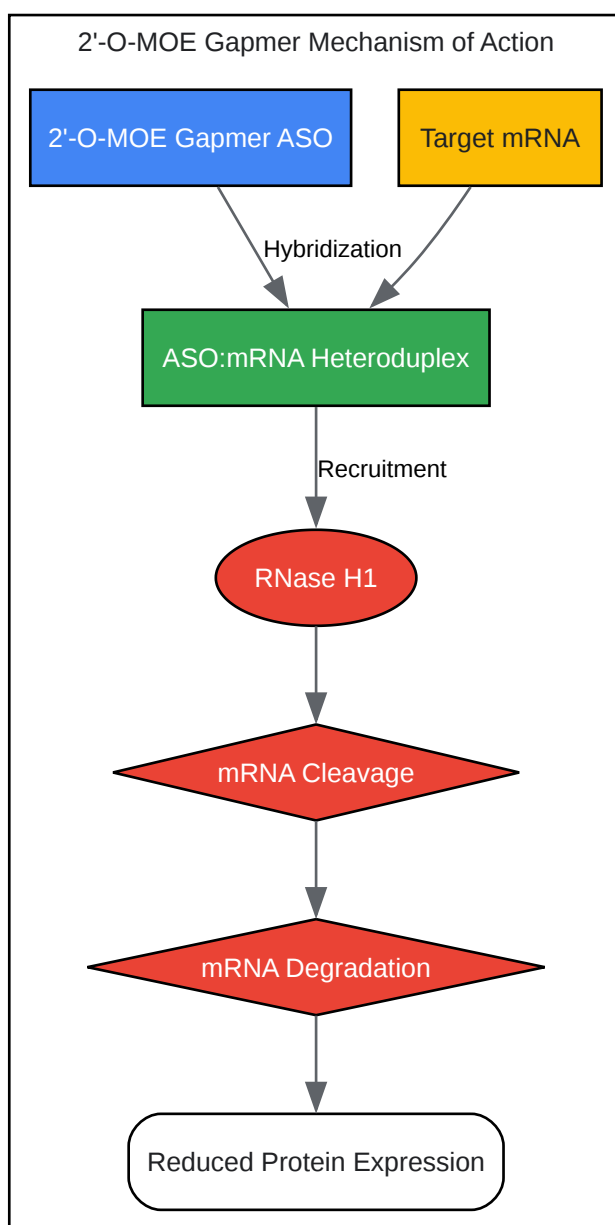 2'-O-MOE Gapmer Mechanism of Action
2'-O-MOE Gapmer ASO
Target mRNA
Hybridization
ASO:mRNA Heteroduplex
Recruitment
RNase H1
mRNA Cleavage
mRNA Degradation
Reduced Protein Expression